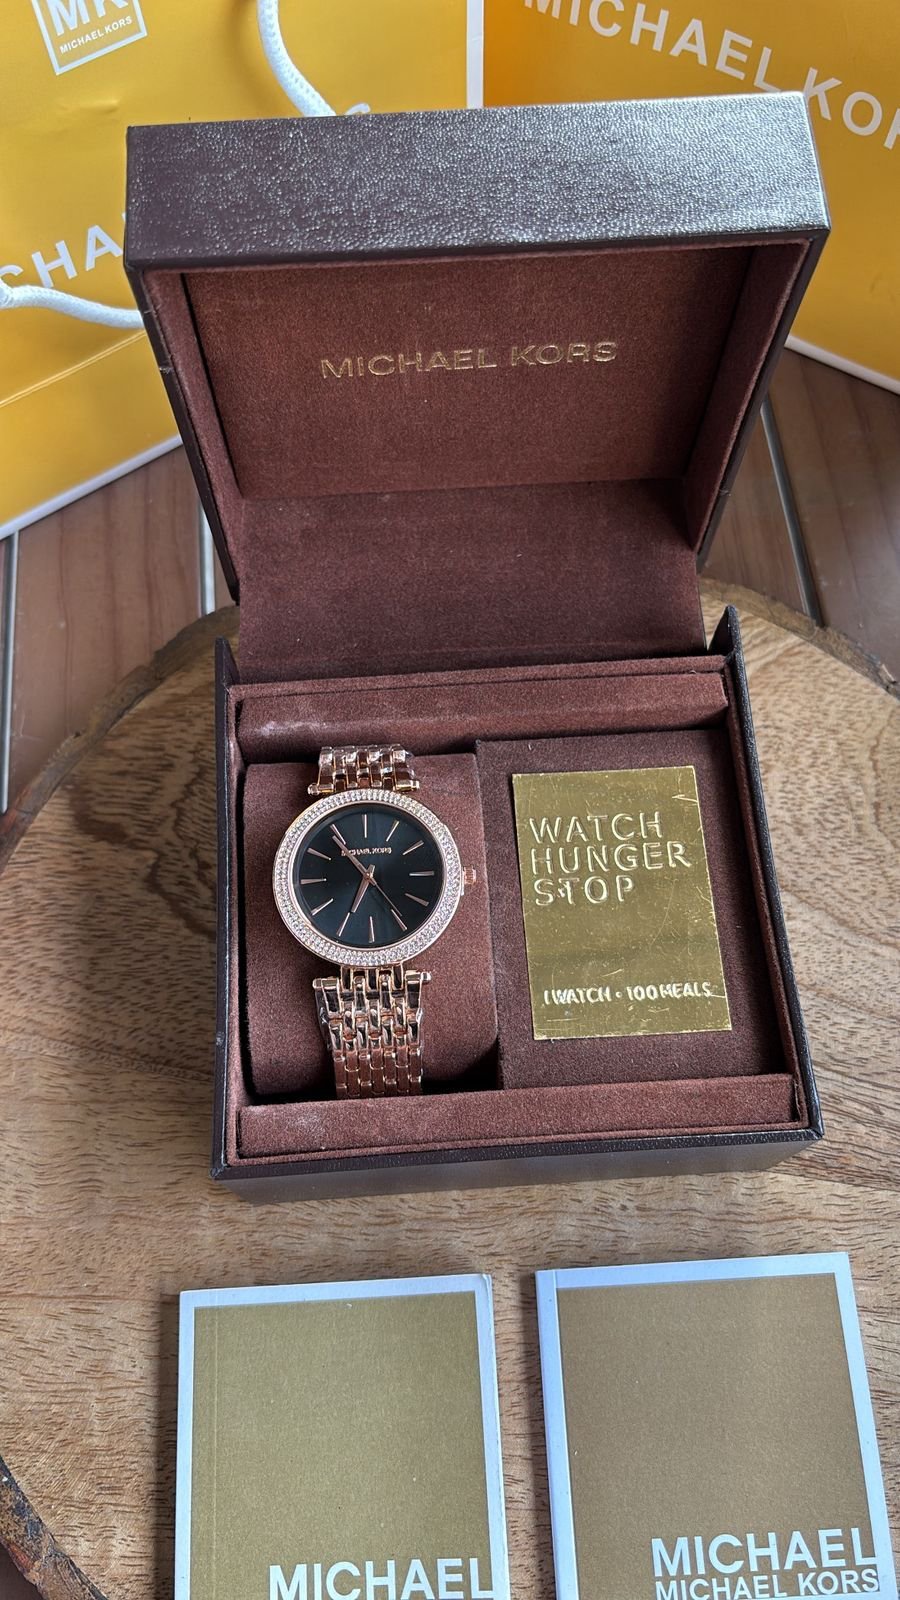 MK
MICHAEL KORS
MICHAEL KOR
CHA
MICHAEL KORS
MICHAEL KORS
WATCH
HUNGER
STOP
1 WATCH • 100 MEALS
MICHAEL
MICHAEL
MICHAEL KORS